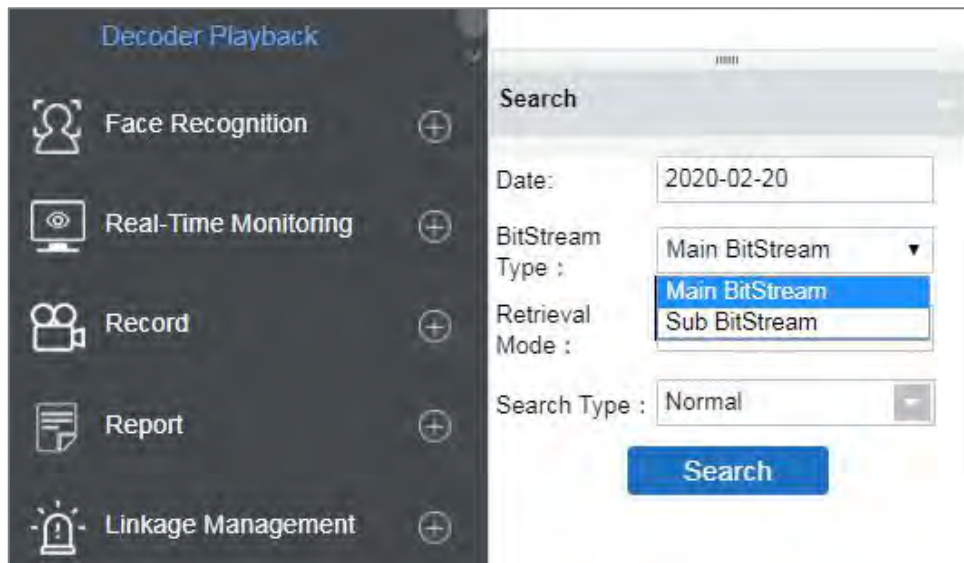 Decoder Playback
Face Recognition
Real-Time Monitoring
Record
Report
Linkage Management
Search
Date:
2020-02-20
BitStream
Type :
Main BitStream
Main BitStream
Sub BitStream
Retrieval
Mode :
Search Type :
Normal
Search